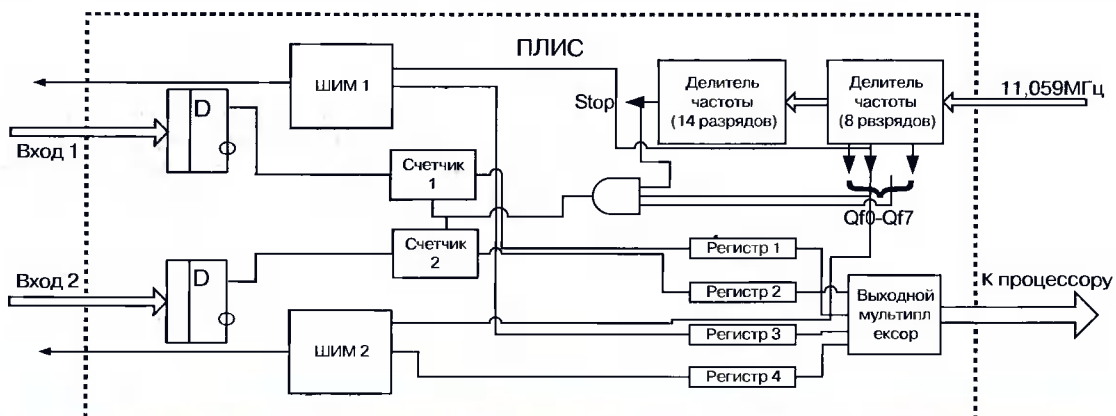 ПЛИС
ШИМ 1
Делитель
частоты
(14 разрядов)
Делитель
частоты
(8 рвзрядов)
11,059МГц
Stop
D
Вход 1
Счетчик
1
Qf0-Qf7
Счетчик
2
Регистр 1
D
Вход 2
Регистр 2
К процессору
Выходной
мультипл
ексор
ШИМ 2
Регистр 3
Регистр 4